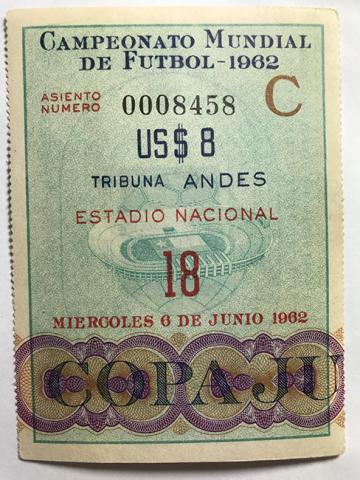 CAMPEONATO MUNDIAL
DE FUTBOL-1962
ASIENTO
NUMERO 0008458 C
US$ 8
TRIBUNA ANDES
ESTADIO NACIONAL
18
MIERCOLES 6 DE JUNIO 1962
COPA JU